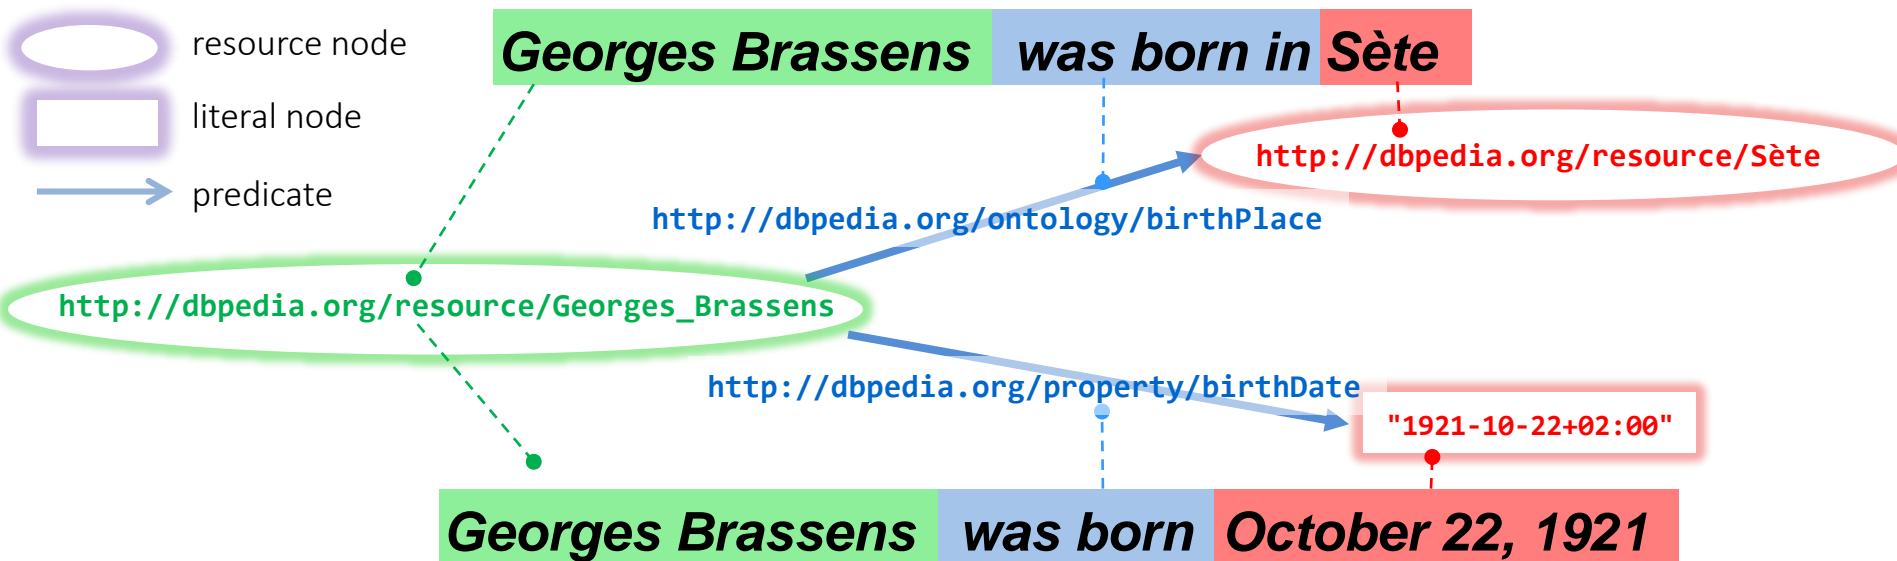 resource node
literal node
predicate
Georges Brassens was born in Sète
http://dbpedia.org/resource/Sète
http://dbpedia.org/ontology/birthPlace
http://dbpedia.org/resource/Georges_Brassens
http://dbpedia.org/property/birthDate
"1921-10-22+02:00"
Georges Brassens was born October 22, 1921